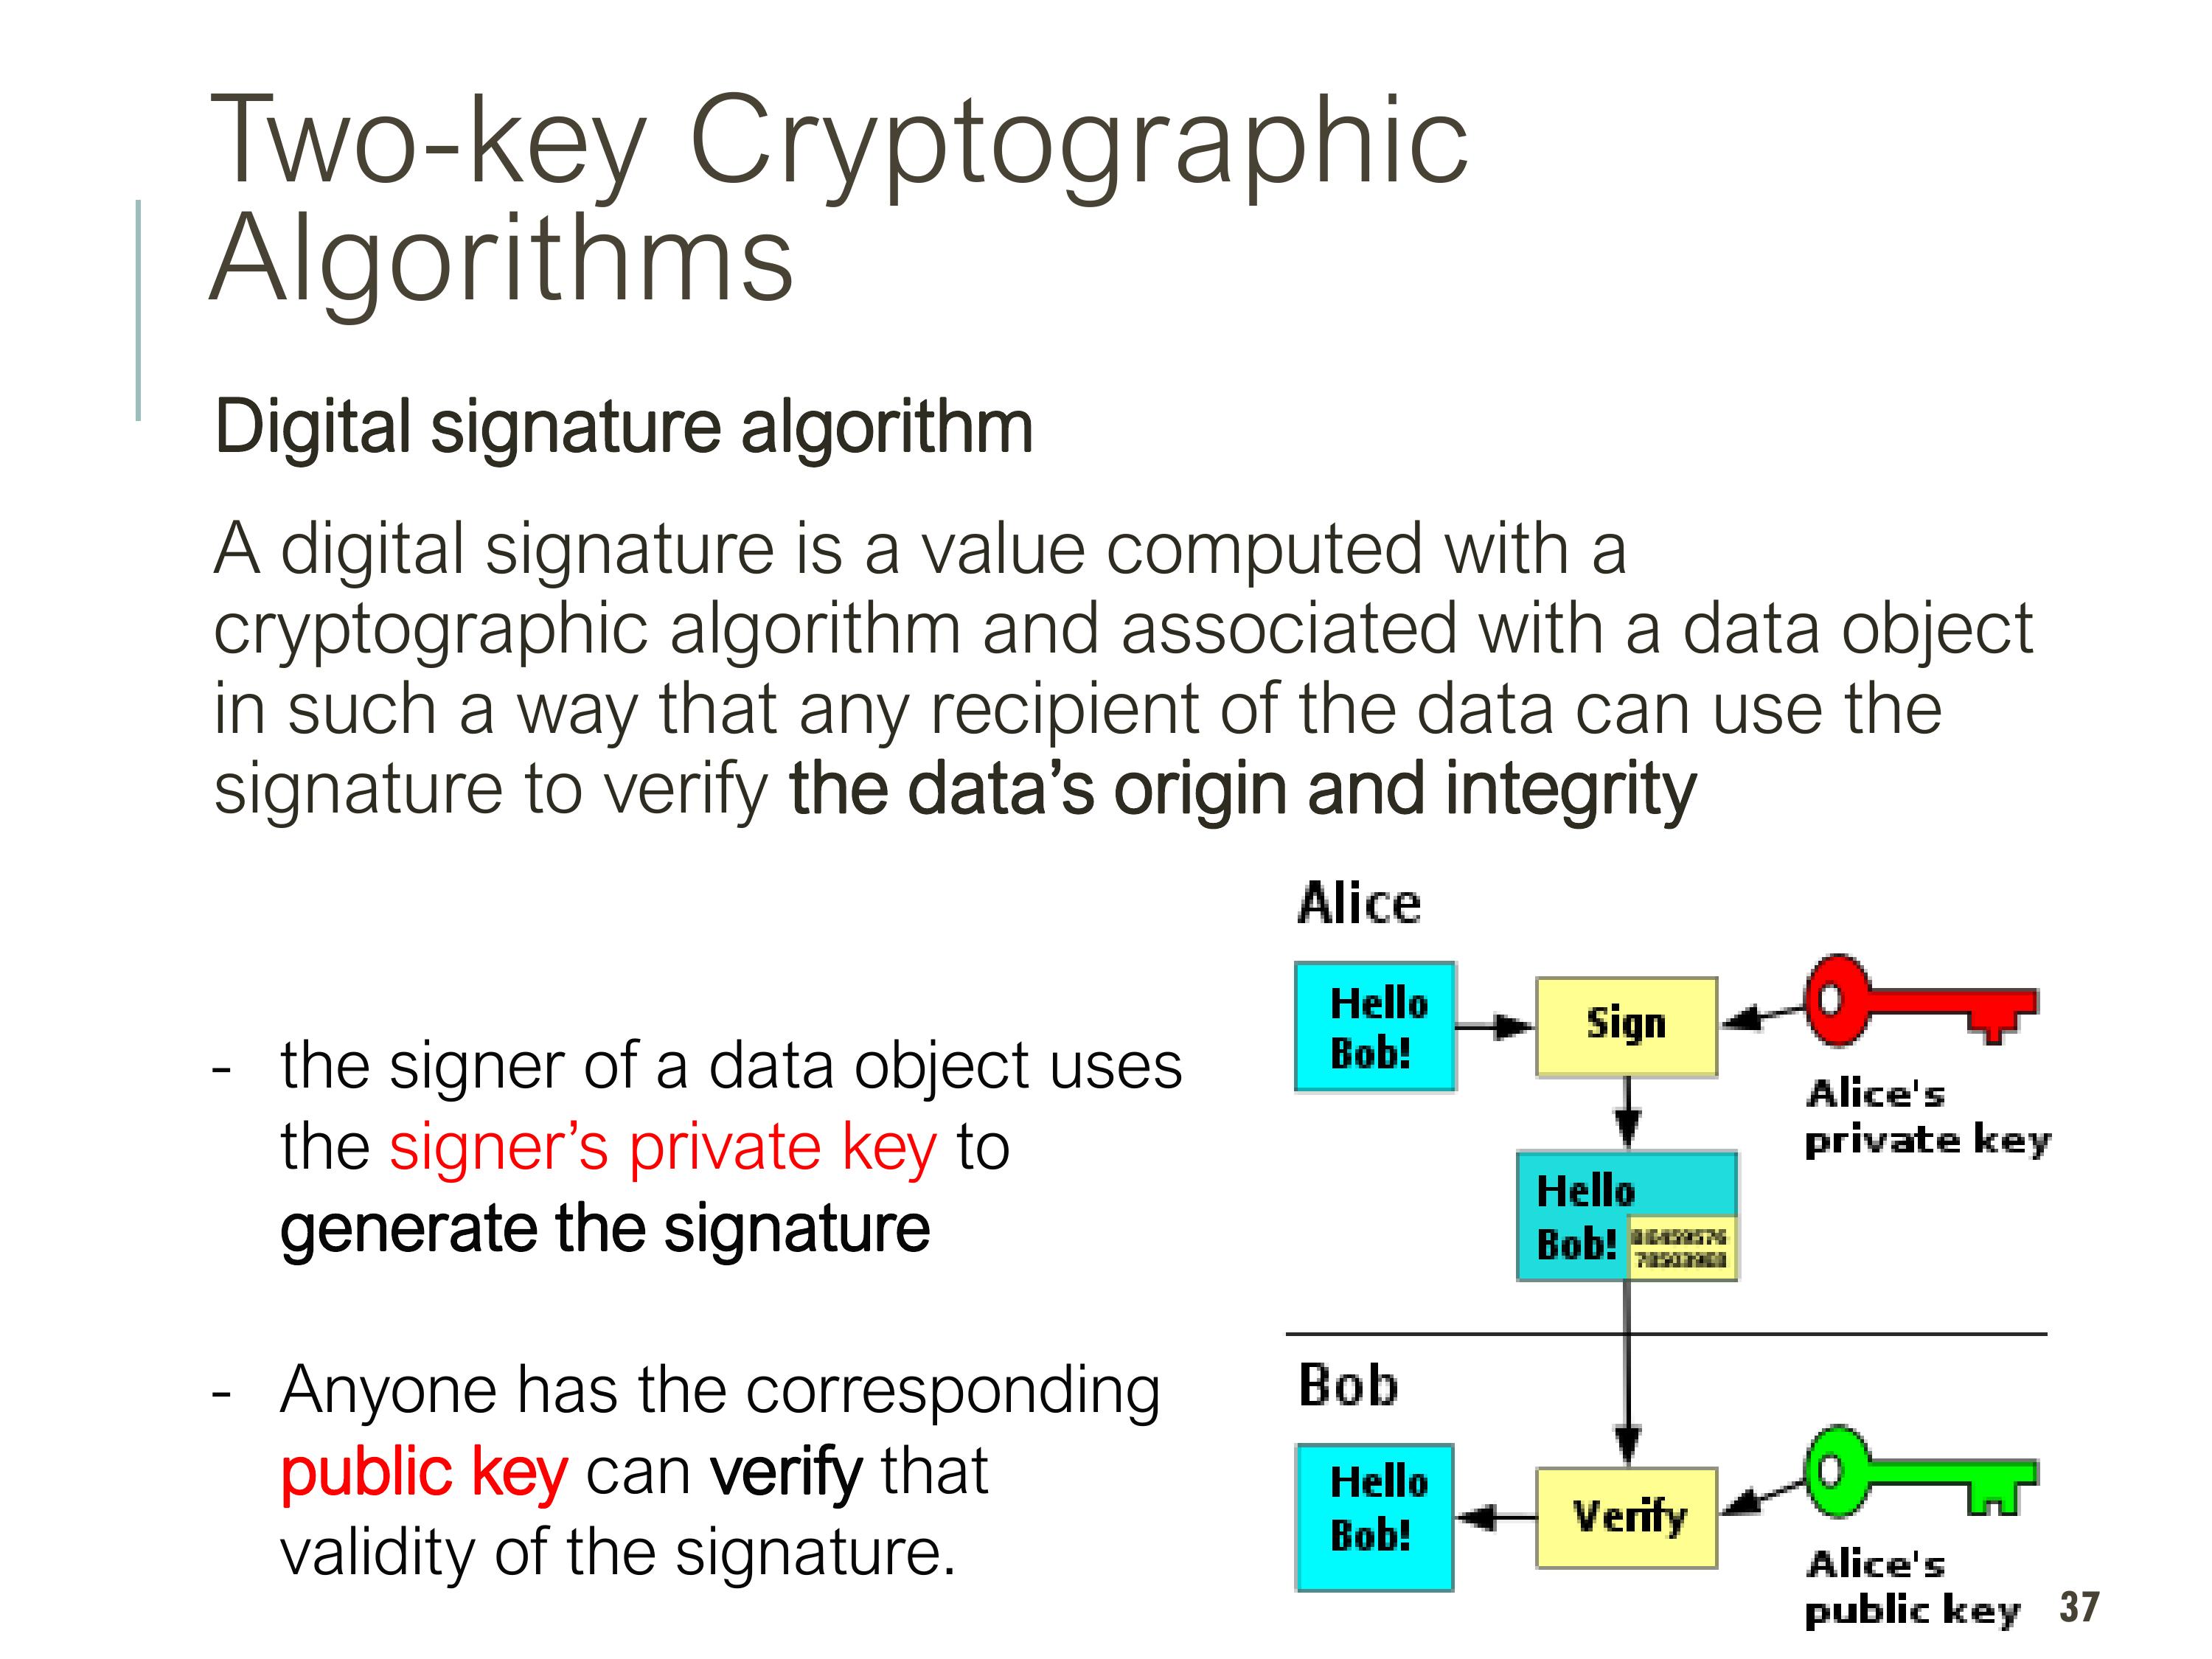 Two-key Cryptographic
Algorithms
Digital signature algorithm
A digital signature is a value computed with a
cryptographic algorithm and associated with a data object
in such a way that any recipient of the data can use the
signature to verify the data’s origin and integrity
- the signer of a data object uses
the signer’s private key to
generate the signature
- Anyone has the corresponding
public key can verify that
validity of the signature.
Alice
Hello
Bob!
Sign
Alice's
private key
Hello
Bob!
Bob
Hello
Bob!
Verify
Alice's
public key
37